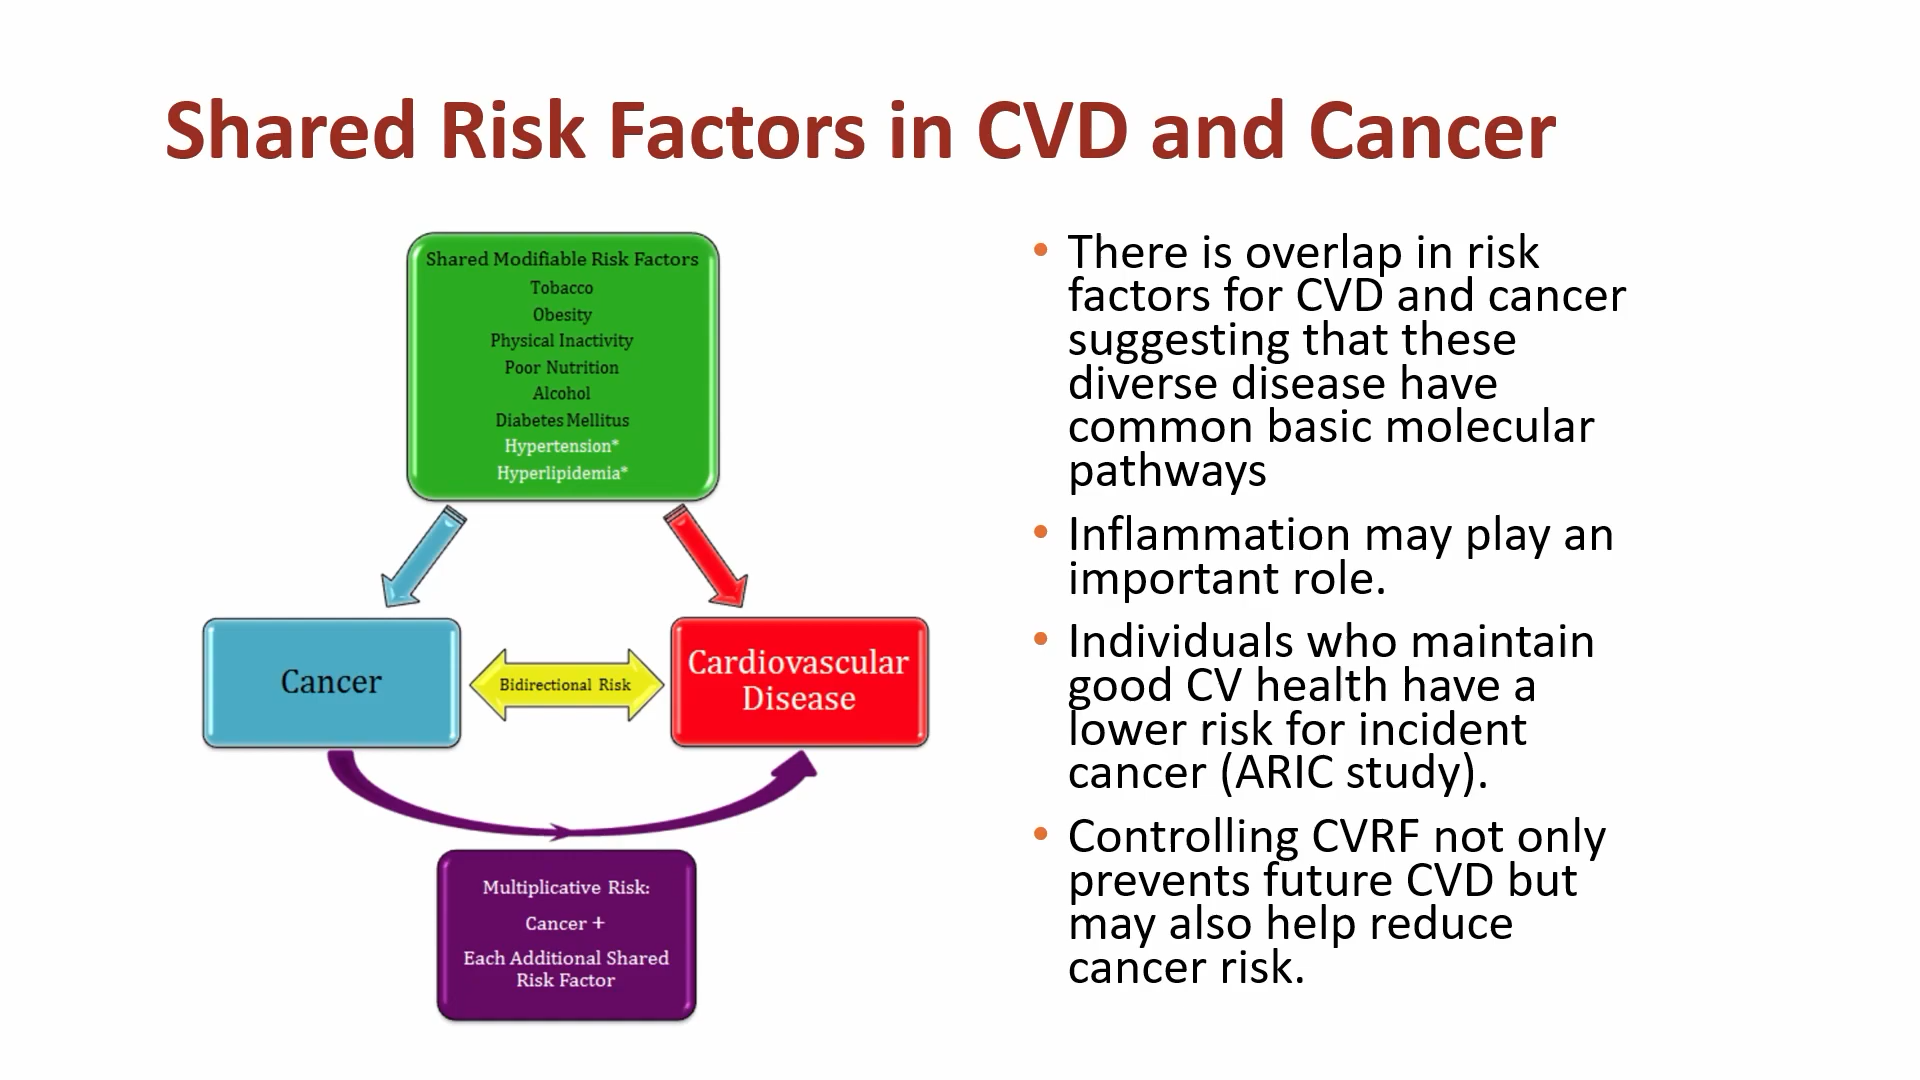 Shared Risk Factors in CVD and Cancer
Shared Modifiable Risk Factors
Tobacco
Obesity
Physical Inactivity
Poor Nutrition
Alcohol
Diabetes Mellitus
Hypertension*
Hyperlipidemia*
Cancer
Bidirectional Risk
Cardiovascular
Disease
Multiplicative Risk:
Cancer +
Each Additional Shared
Risk Factor
• There is overlap in risk
factors for CVD and cancer
suggesting that these
diverse disease have
common basic molecular
pathways
• Inflammation may play an
important role.
• Individuals who maintain
good CV health have a
lower risk for incident
cancer (ARIC study).
• Controlling CVRF not only
prevents future CVD but
may also help reduce
cancer risk.